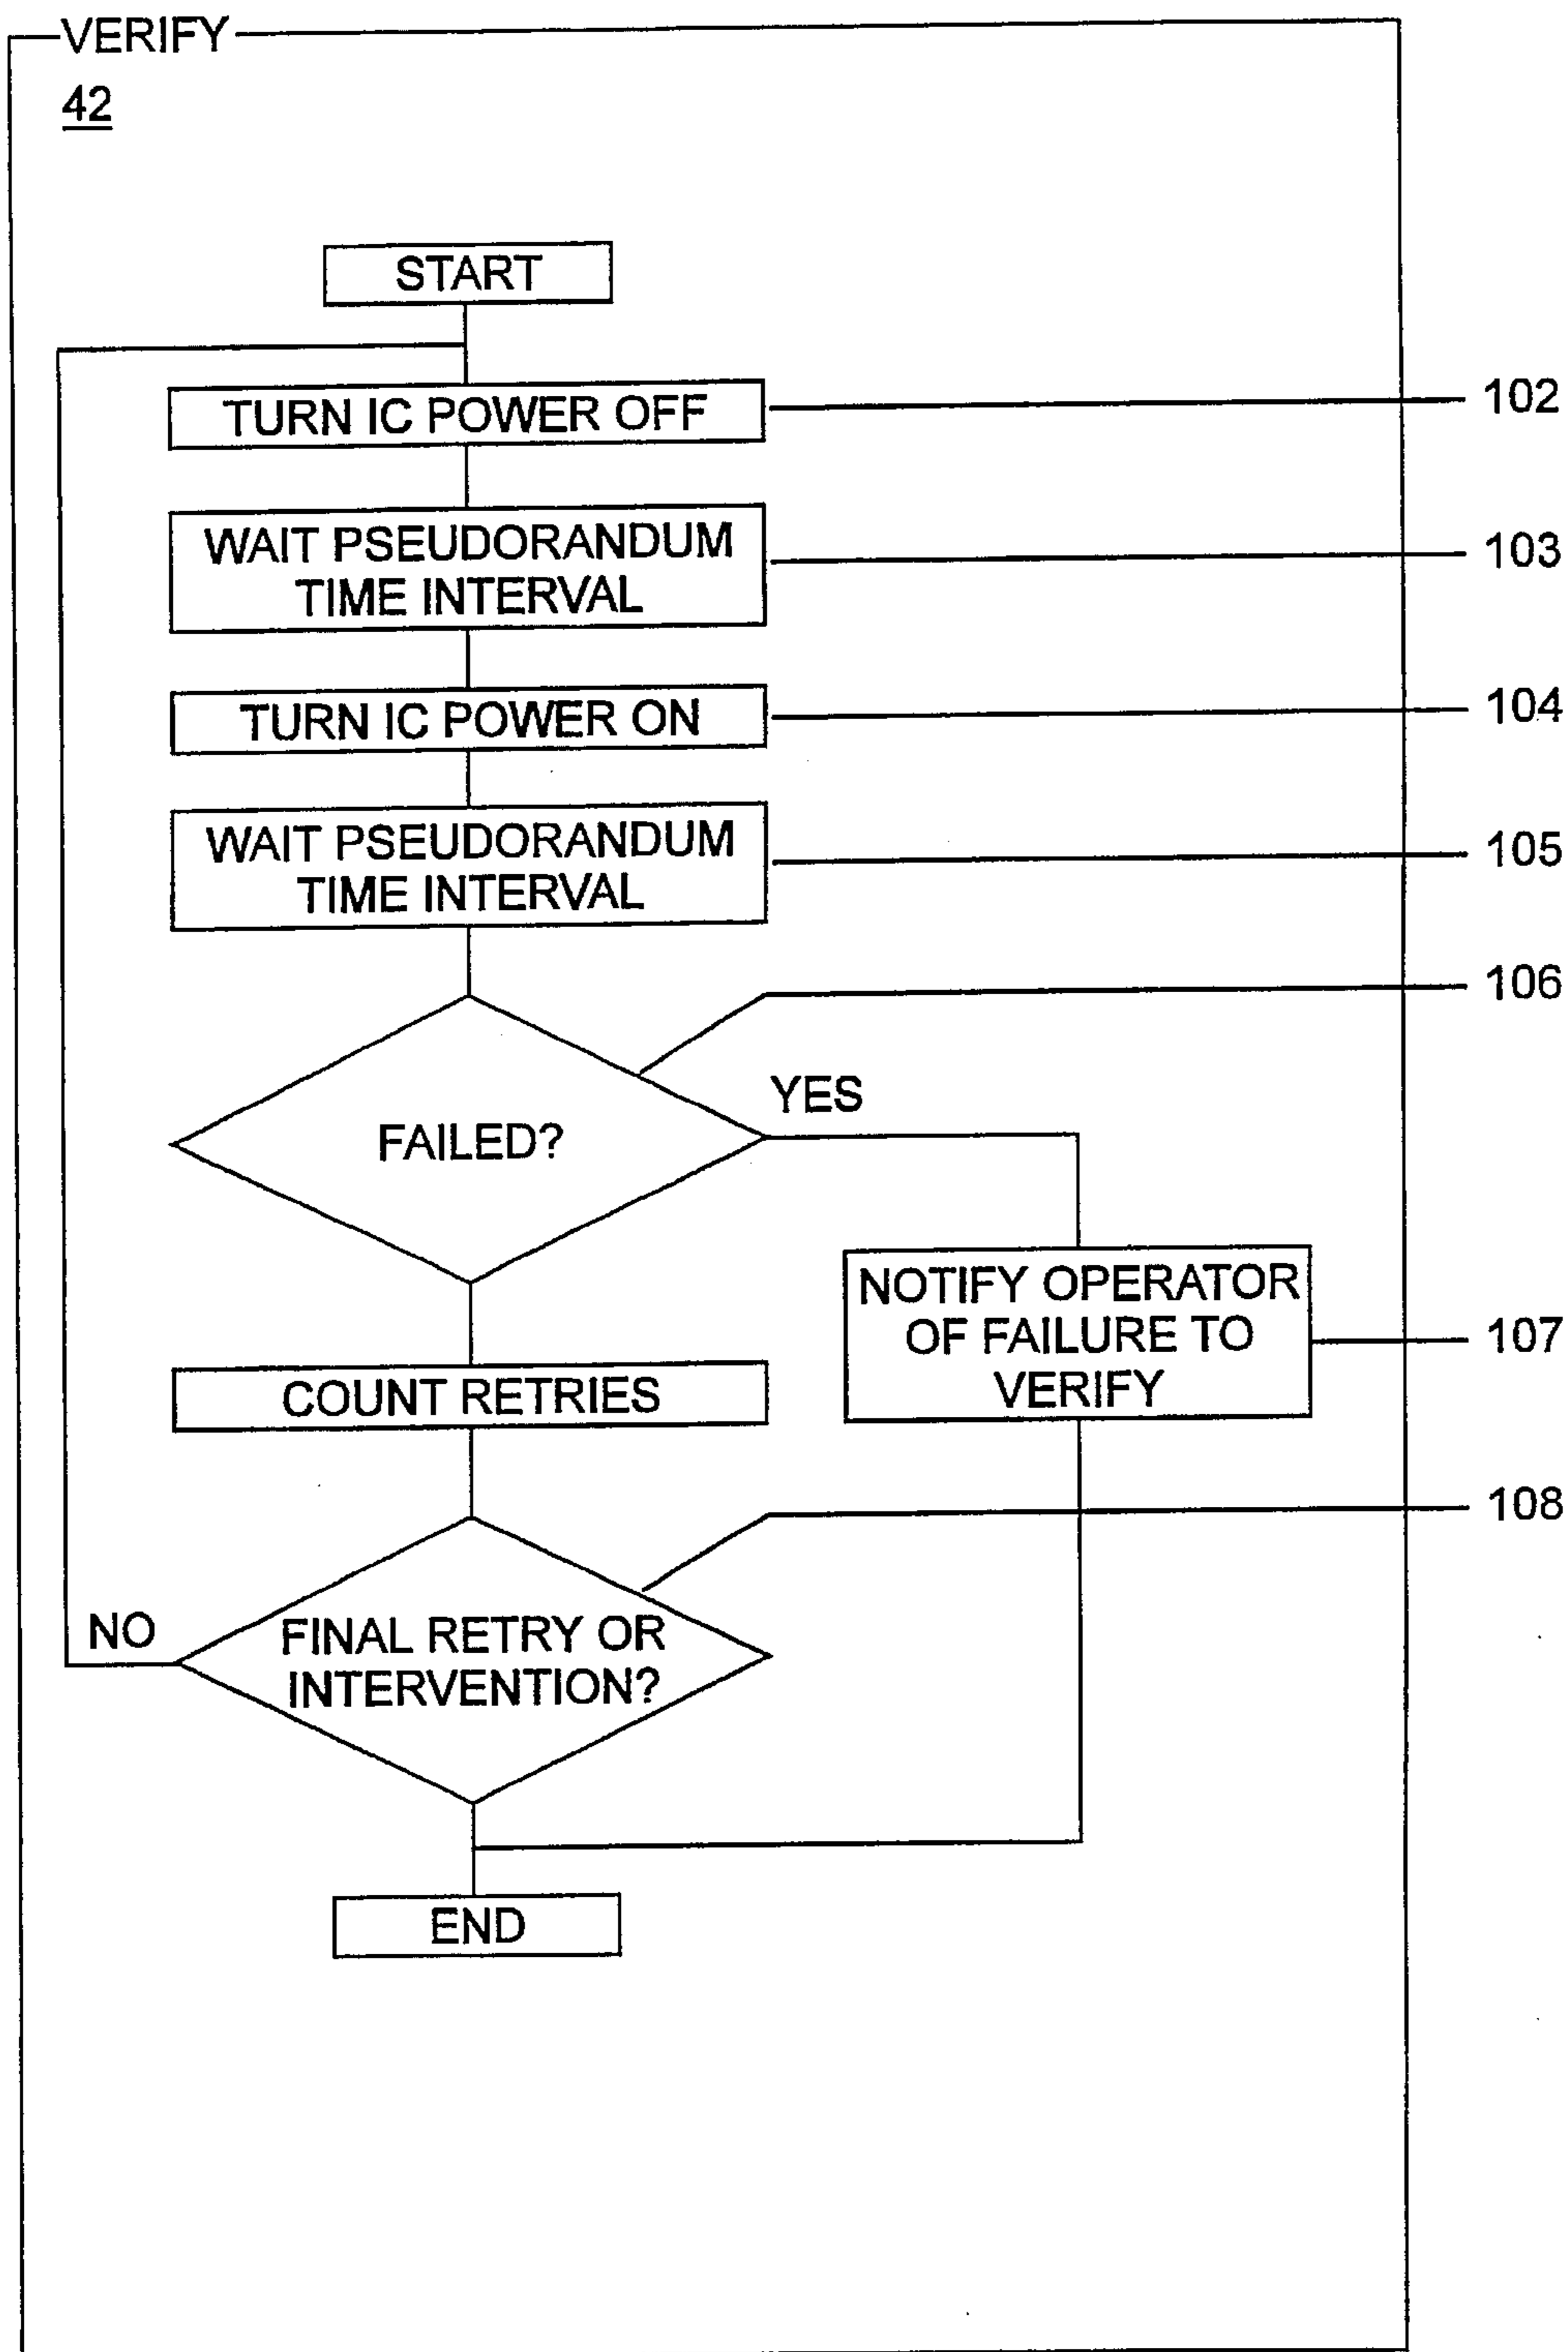 VERIFY
42
START
TURN IC POWER OFF
102
WAIT PSEUDORANDUM
TIME INTERVAL
103
TURN IC POWER ON
104
WAIT PSEUDORANDUM
TIME INTERVAL
105
106
FAILED?
YES
NOTIFY OPERATOR
OF FAILURE TO
VERIFY
107
COUNT RETRIES
108
NO
FINAL RETRY OR
INTERVENTION?
END